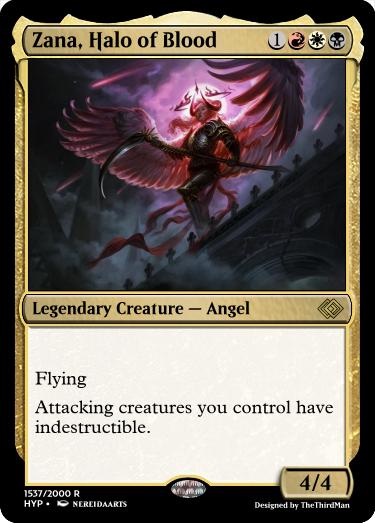 Zana, Halo of Blood 1
Legendary Creature — Angel
Flying
Attacking creatures you control have
indestructible.
4/4
1537/2000 R
HYP • NEREIDAARTS
Designed by TheThirdMan